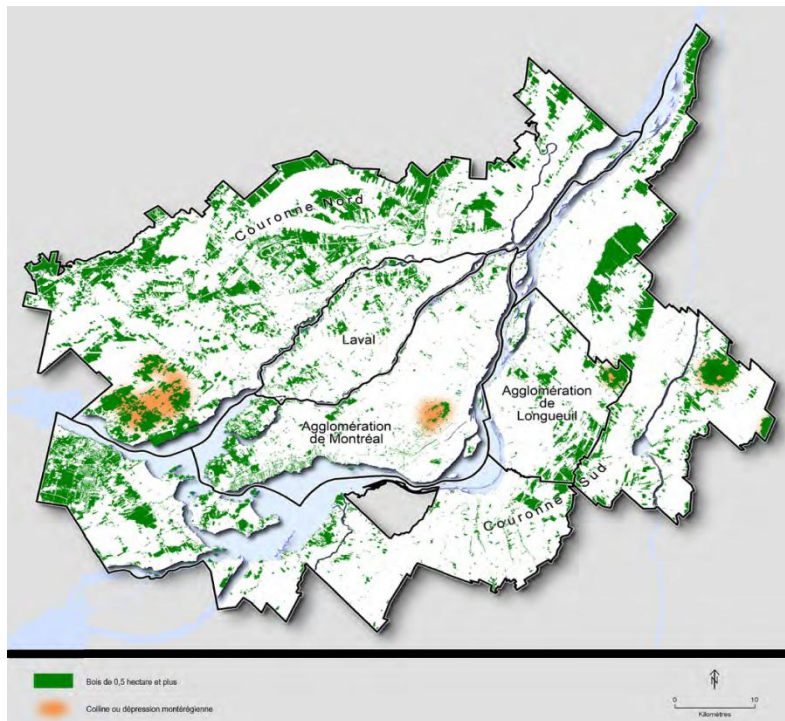 Couronne Nord
Laval
Agglomération
de Montréal
Agglomération
de
Longueuil
Couronne Sud
Bois de 0,5 hectare et plus
Colline ou dépression montérégienne
N
0 10
Kilomètres